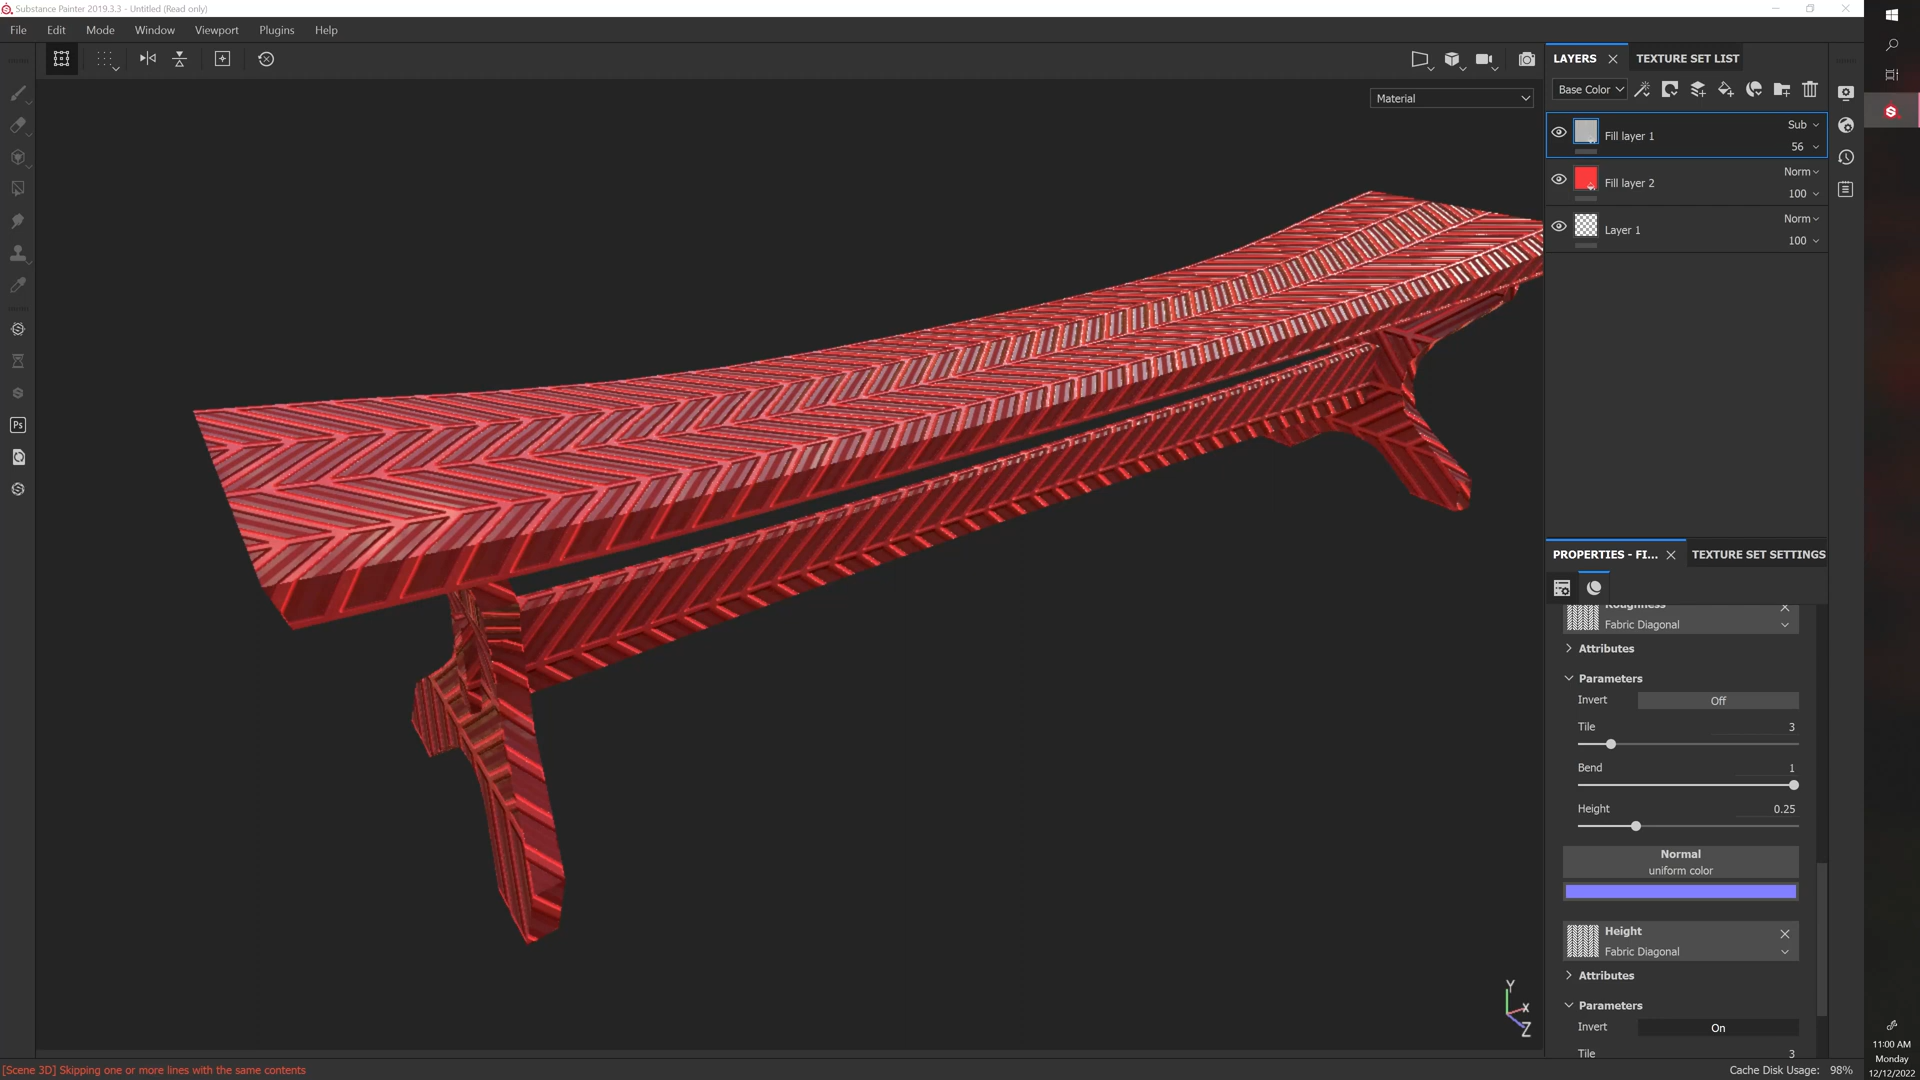 Substance Painter 2019.3.3 - Untitled (Read only)
File Edit Mode Window Viewport Plugins Help
Material
LAYERS TEXTURE SET LIST
Base Color
Fill layer 1 Sub 56
Fill layer 2 Norm 100
Layer 1 Norm 100
PROPERTIES - FI... TEXTURE SET SETTINGS
Roughness
Fabric Diagonal
Attributes
Parameters
Invert Off
Tile 3
Bend 1
Height 0.25
Normal
uniform color
Height
Fabric Diagonal
Attributes
Parameters
Invert On
Tile 3
Ps
Y
X
Z
[Scene 3D] Skipping one or more lines with the same contents
Cache Disk Usage: 98%
11:00 AM
Monday
12/12/2022